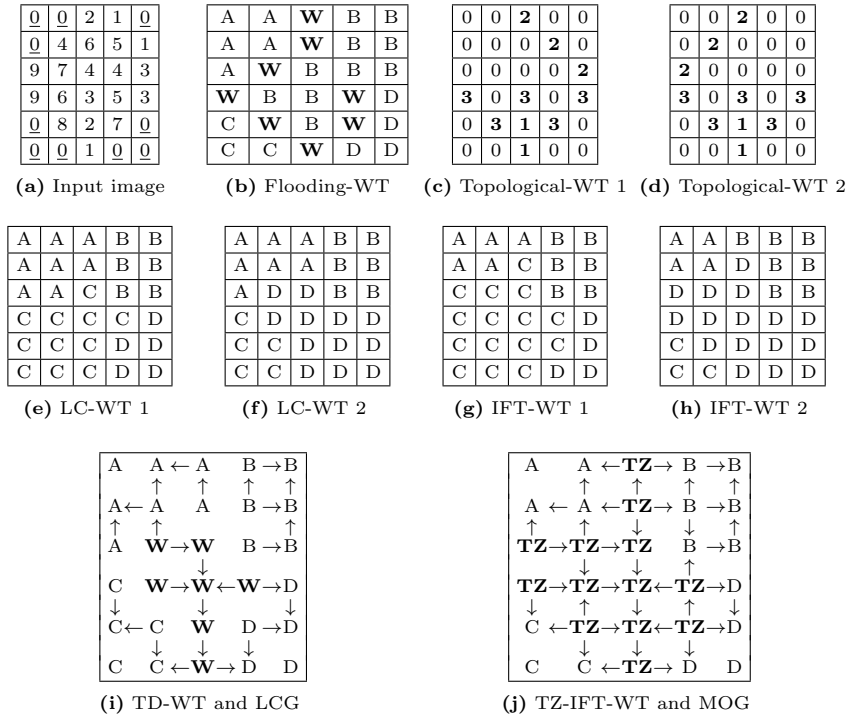 0 0 2 1 0
0 4 6 5 1
9 7 4 4 3
9 6 3 5 3
0 8 2 7 0
0 0 1 0 0
(a) Input image
A A W B B
A A W B B
A W B B B
W B B W D
C W B W D
C C W D D
(b) Flooding-WT
0 0 2 0 0
0 0 0 2 0
0 0 0 0 2
3 0 3 0 3
0 3 1 3 0
0 0 1 0 0
(c) Topological-WT 1
0 0 2 0 0
0 2 0 0 0
2 0 0 0 0
3 0 3 0 3
0 3 1 3 0
0 0 1 0 0
(d) Topological-WT 2
A A A B B
A A A B B
A A C B B
C C C C D
C C C D D
C C C D D
(e) LC-WT 1
A A A B B
A A A B B
A D D B B
C D D D D
C C D D D
C C D D D
(f) LC-WT 2
A A A B B
A A C B B
C C C B B
C C C C D
C C C C D
C C C D D
(g) IFT-WT 1
A A B B B
A A D B B
D D D B B
D D D D D
C D D D D
C C D D D
(h) IFT-WT 2
A A ← A B → B
↑ ↑ ↑ ↑
A ← A A B → B
↑ ↑ ↑
A W → W B → B
↓
C W → W ← W → D
↓ ↓ ↓
C ← C W D → D
↓ ↓ ↓
C C ← W → D D
(i) TD-WT and LCG
A A ← TZ → B → B
↑ ↑ ↑ ↑
A ← A ← TZ → B → B
↑ ↑ ↓ ↓ ↑
TZ → TZ → TZ B → B
↓ ↓ ↑
TZ → TZ → TZ ← TZ → D
↓ ↑ ↓ ↑ ↓
C ← TZ → TZ ← TZ → D
↓ ↓ ↓
C C ← TZ → D D
(j) TZ-IFT-WT and MOG